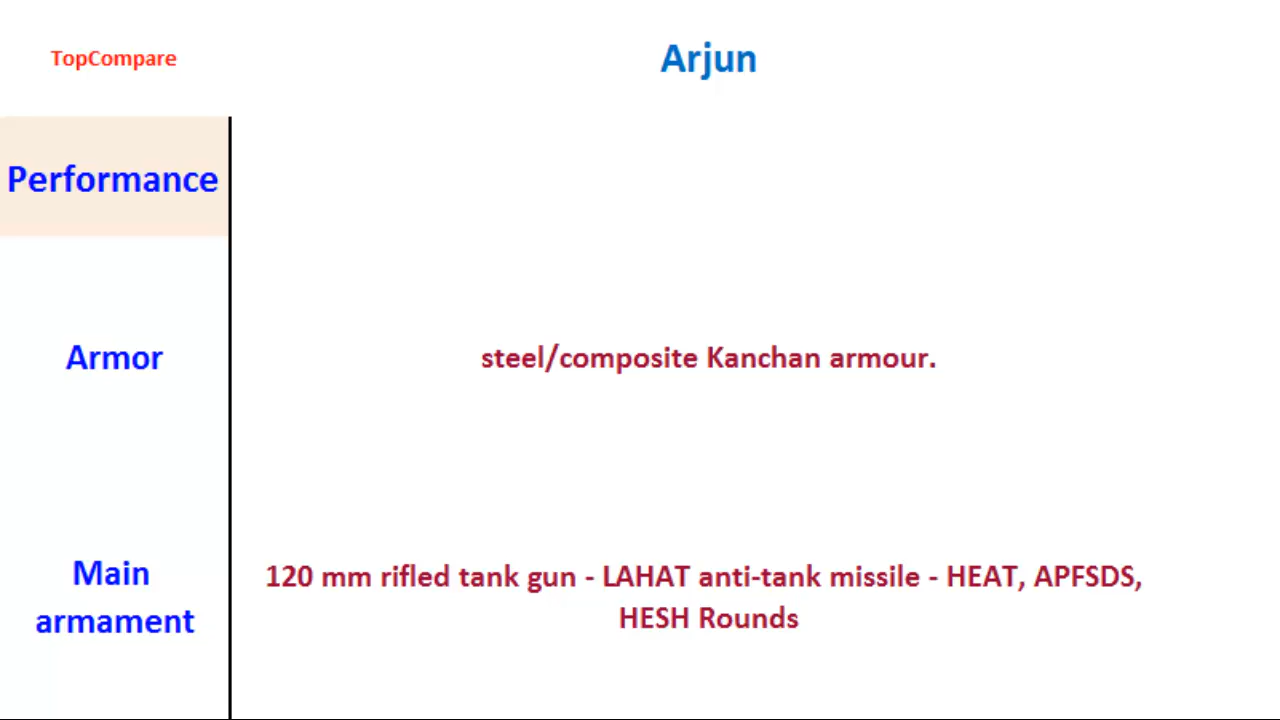 TopCompare
Arjun
Performance
Armor
steel/composite Kanchan armour.
Main
armament
120 mm rifled tank gun - LAHAT anti-tank missile - HEAT, APFSDS,
HESH Rounds